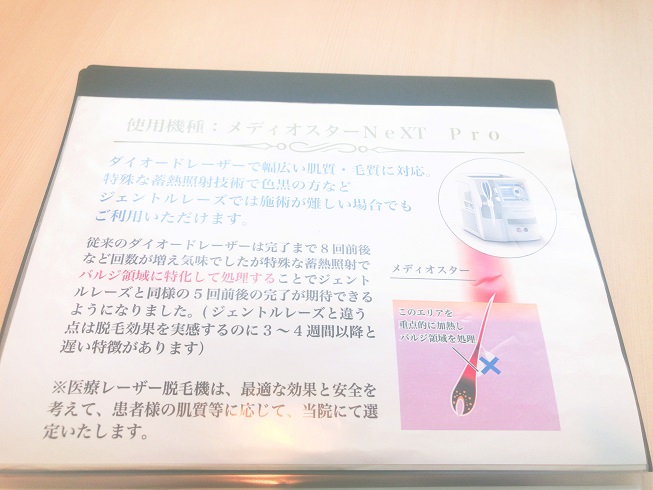 使用機種：メディオスターNeXT Pro
ダイオードレーザーで幅広い肌質・毛質に対応。
特殊な蓄熱照射技術で色黒の方など
ジェントルレーズでは施術が難しい場合でも
ご利用いただけます。
従来のダイオードレーザーは完了まで８回前後
など回数が増え気味でしたが特殊な蓄熱照射で
バルジ領域に特化して処理することでジェント
ルレーズと同様の５回前後の完了が期待できる
ようになりました。(ジェントルレーズと違う
点は脱毛効果を実感するのに３〜４週間以降と
遅い特徴があります)
※医療レーザー脱毛機は、最適な効果と安全を
考えて、患者様の肌質等に応じて、当院にて選
定いたします。
メディオスター
このエリアを
重点的に加熱し
バルジ領域を処理